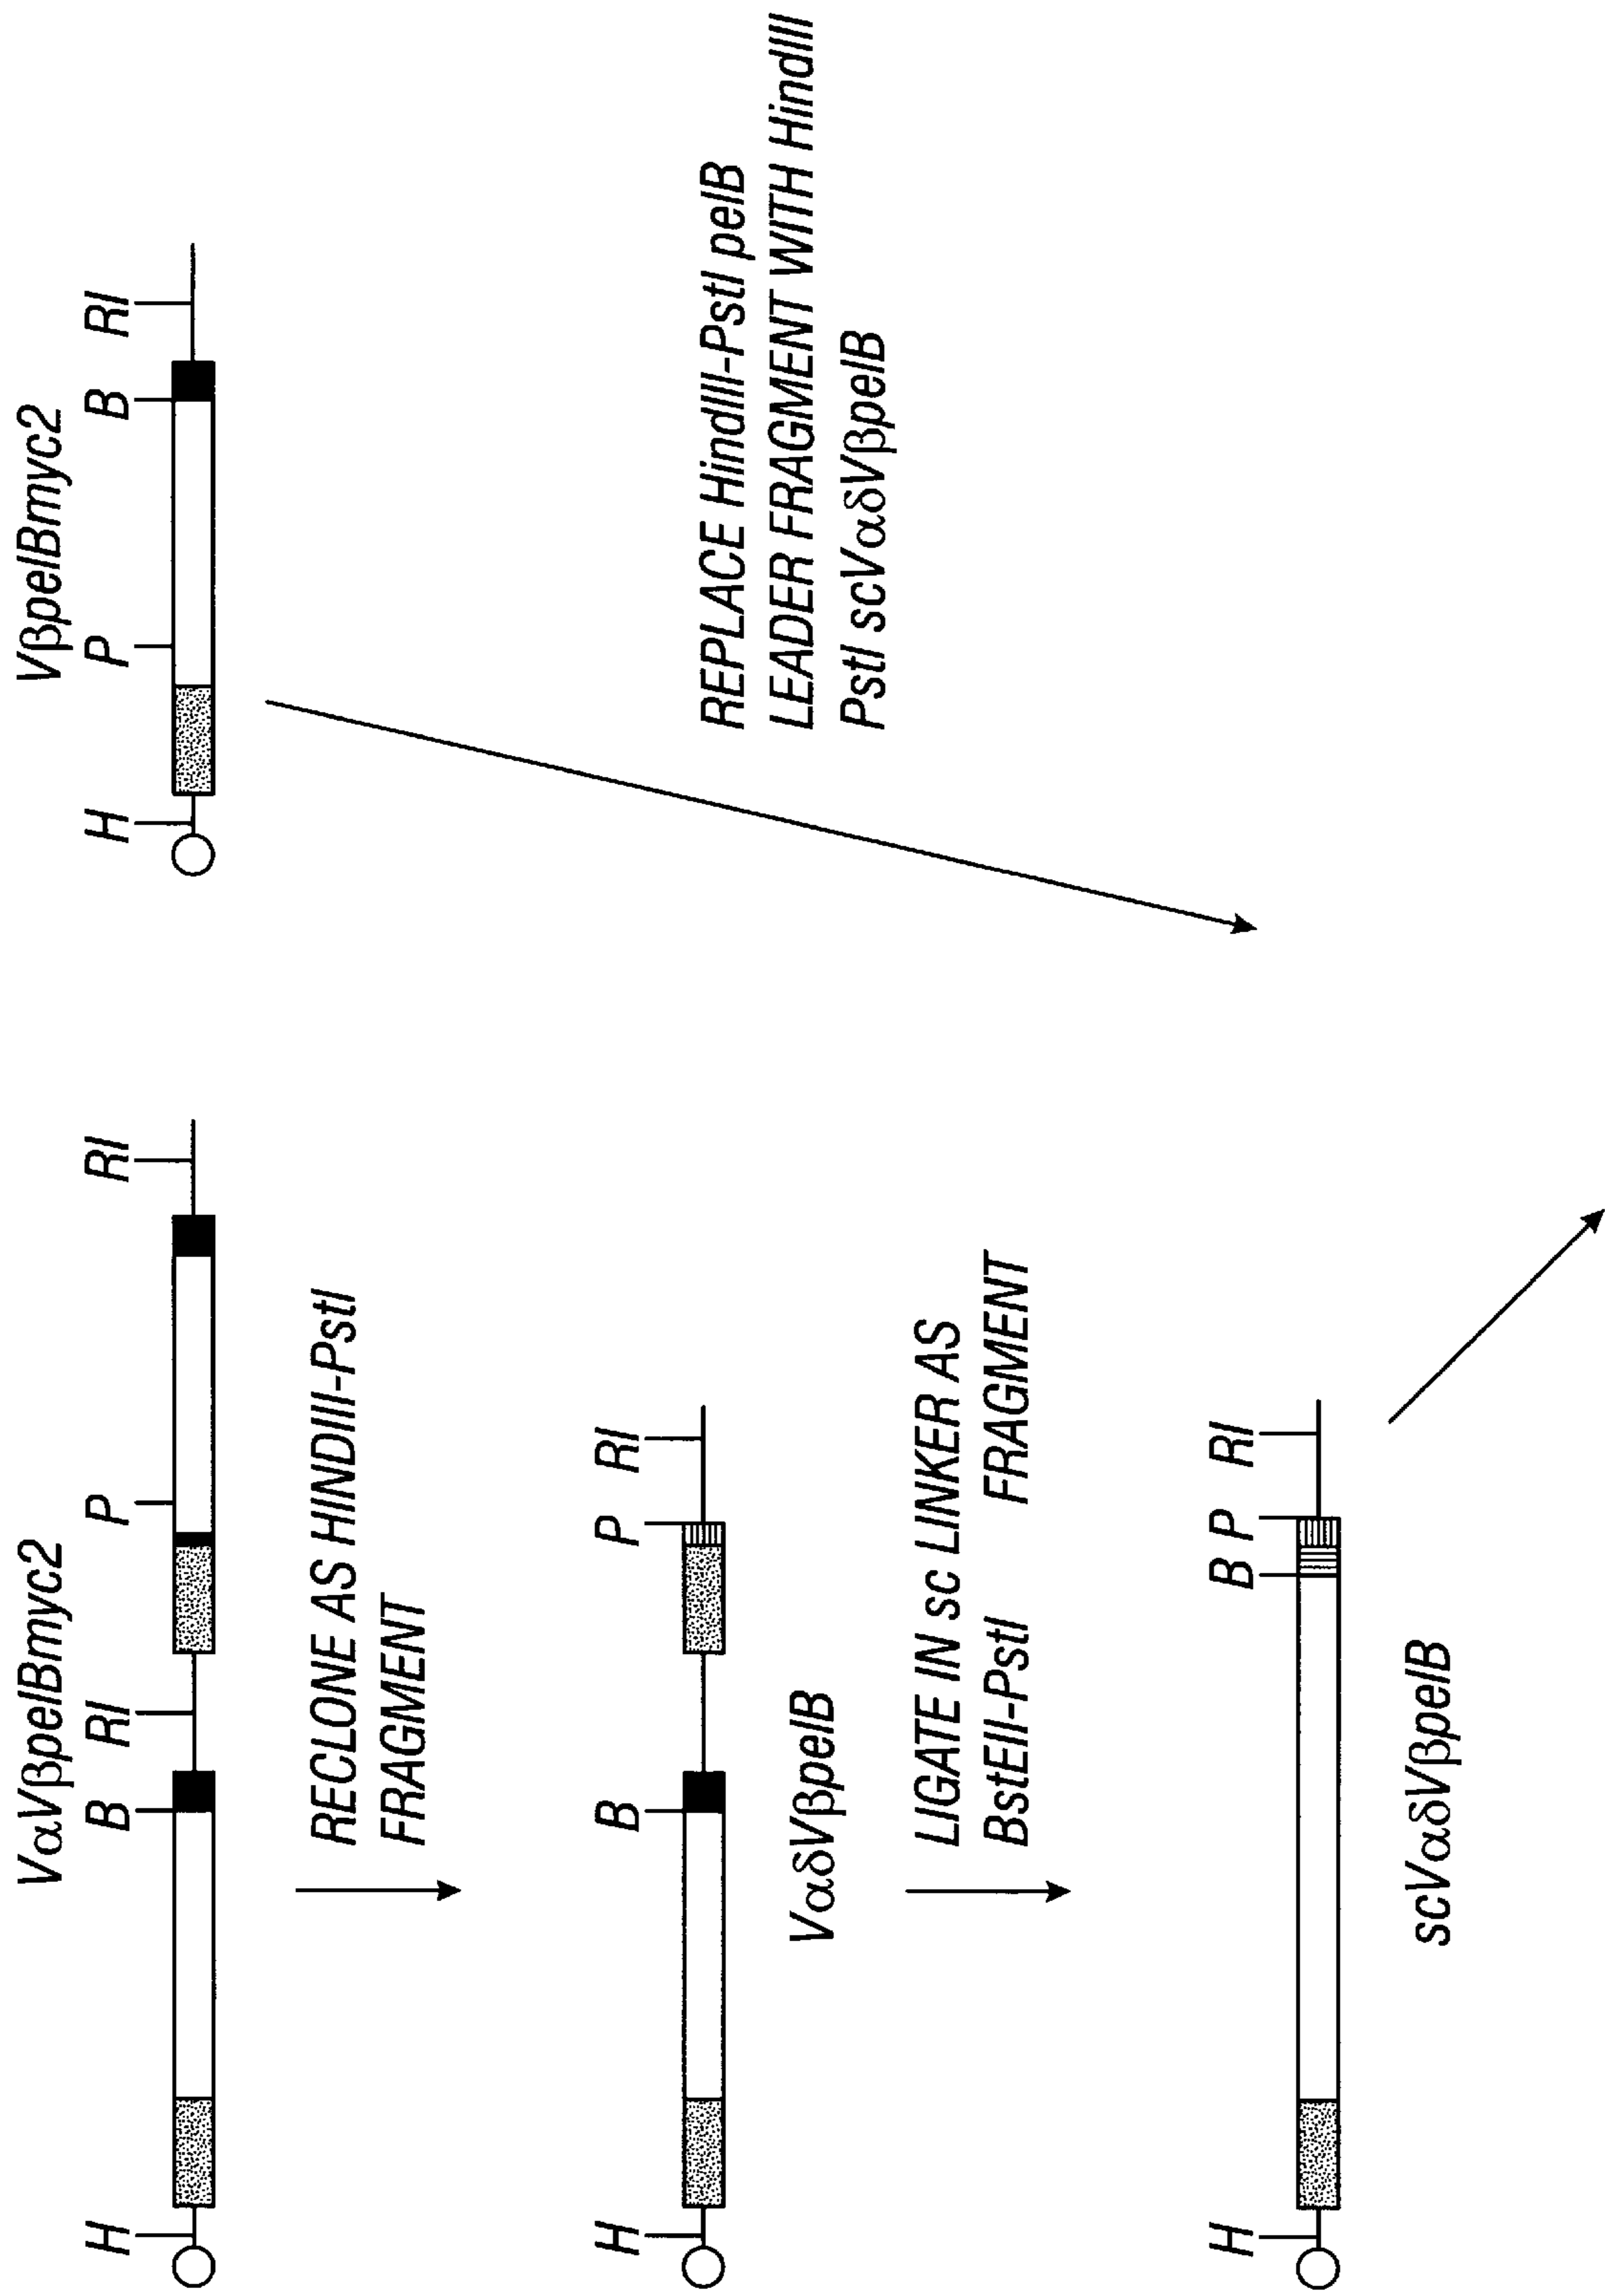 VαVβpelBmyc2
H B RI P RI
RECLONE AS HINDIII-PstI
FRAGMENT
H B P RI
VαδVβpelB
LIGATE IN sc LINKER AS
BstEII-PstI FRAGMENT
H B P RI
scVαδVβpelB
VβpelBmyc2
H P B RI
REPLACE HindIII-PstI pelB
LEADER FRAGMENT WITH HindIII
PstI scVαδVβpelB